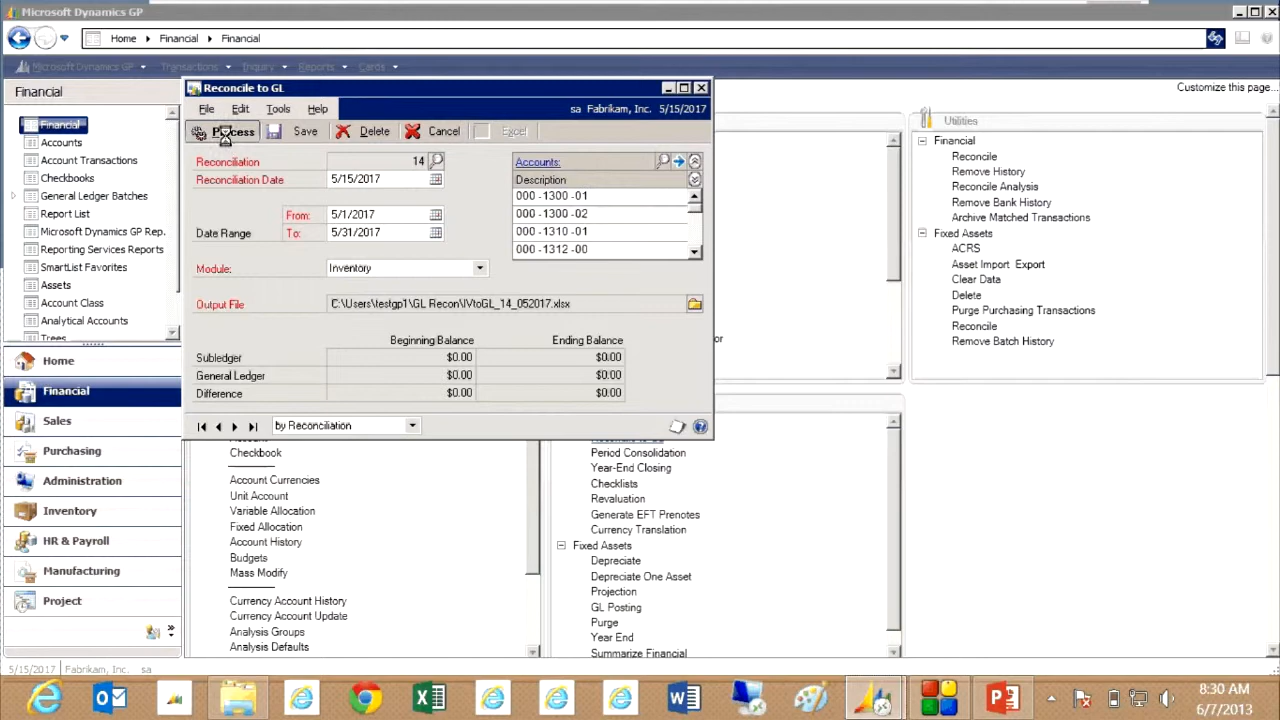 Microsoft Dynamics GP
Home Financial Financial
Microsoft Dynamics GP Transactions Inquiry Reports Cards
Customize this page...
Financial
Financial
Accounts
Account Transactions
Checkbooks
General Ledger Batches
Report List
Microsoft Dynamics GP Rep.
Reporting Services Reports
SmartList Favorites
Assets
Account Class
Analytical Accounts
Trees
Home
Financial
Sales
Purchasing
Administration
Inventory
HR & Payroll
Manufacturing
Project
Reconcile to GL
File Edit Tools Help
sa Fabrikam, Inc. 5/15/2017
Process Save Delete Cancel Excel
Reconciliation 14
Reconciliation Date 5/15/2017
From: 5/1/2017
Date Range To: 5/31/2017
Accounts:
Description
000 -1300 -01
000 -1300 -02
000 -1310 -01
000 -1312 -00
Module: Inventory
Output File C:\Users\testgp1\GL Recon\IVtoGL_14_052017.xlsx
Beginning Balance Ending Balance
Subledger $0.00 $0.00
General Ledger $0.00 $0.00
Difference $0.00 $0.00
by Reconciliation
Checkbook
Account Currencies
Unit Account
Variable Allocation
Fixed Allocation
Account History
Budgets
Mass Modify
Currency Account History
Currency Account Update
Analysis Groups
Analysis Defaults
or
Period Consolidation
Year-End Closing
Checklists
Revaluation
Generate EFT Prenotes
Currency Translation
Fixed Assets
Depreciate
Depreciate One Asset
Projection
GL Posting
Purge
Year End
Summarize Financial
Utilities
Financial
Reconcile
Remove History
Reconcile Analysis
Remove Bank History
Archive Matched Transactions
Fixed Assets
ACRS
Asset Import Export
Clear Data
Delete
Purge Purchasing Transactions
Reconcile
Remove Batch History
5/15/2017 Fabrikam, Inc. sa
8:30 AM
6/7/2013